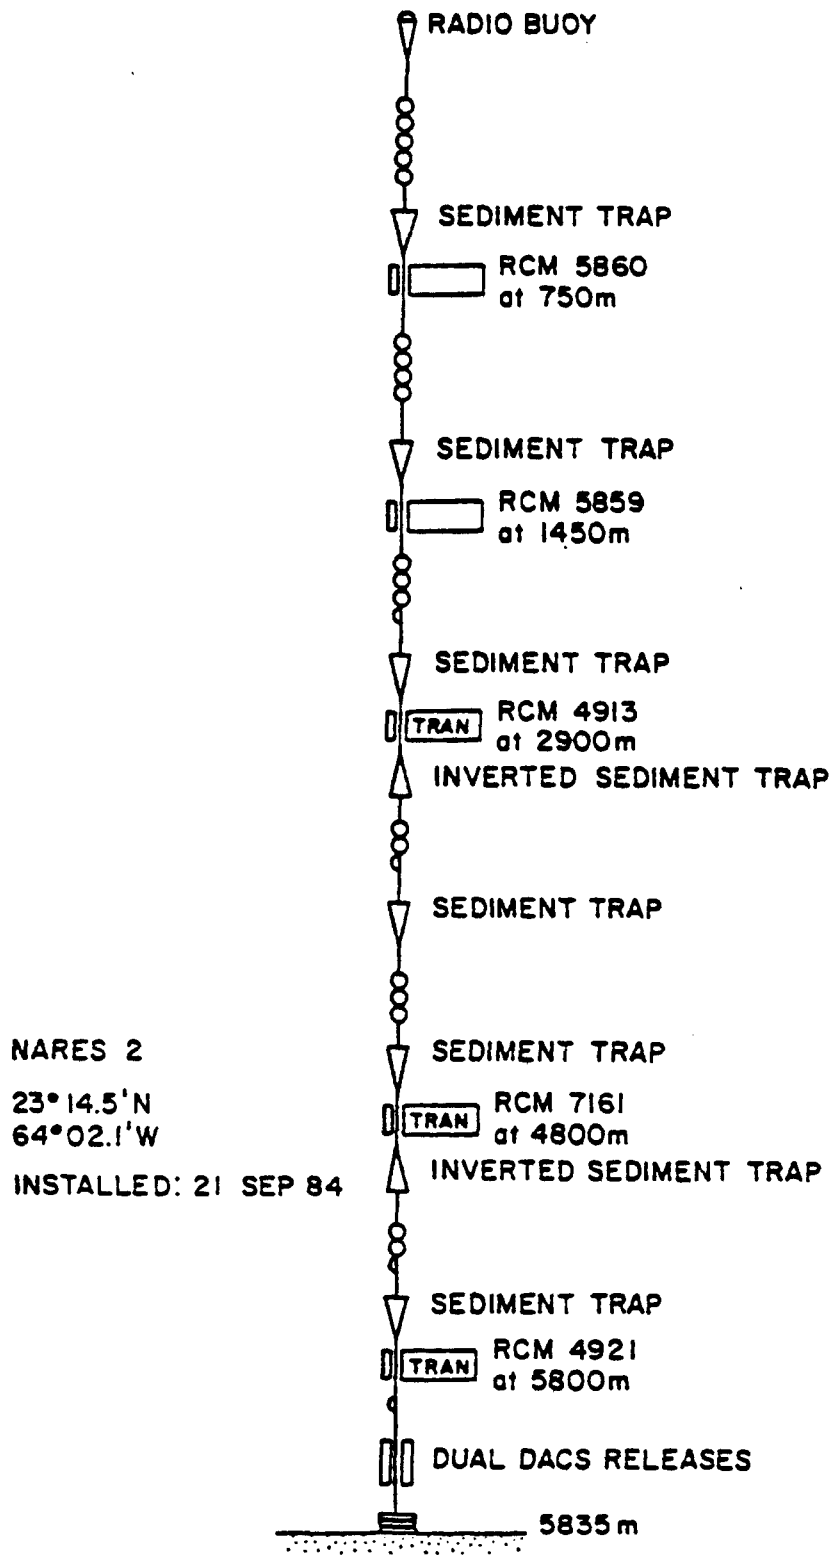 RADIO BUOY
SEDIMENT TRAP
RCM 5860
at 750m
SEDIMENT TRAP
RCM 5859
at 1450m
SEDIMENT TRAP
TRAN
RCM 4913
at 2900m
INVERTED SEDIMENT TRAP
SEDIMENT TRAP
NARES 2
23° 14.5'N
64° 02.1'W
INSTALLED: 21 SEP 84
SEDIMENT TRAP
TRAN
RCM 7161
at 4800m
INVERTED SEDIMENT TRAP
SEDIMENT TRAP
TRAN
RCM 4921
at 5800m
DUAL DACS RELEASES
5835m